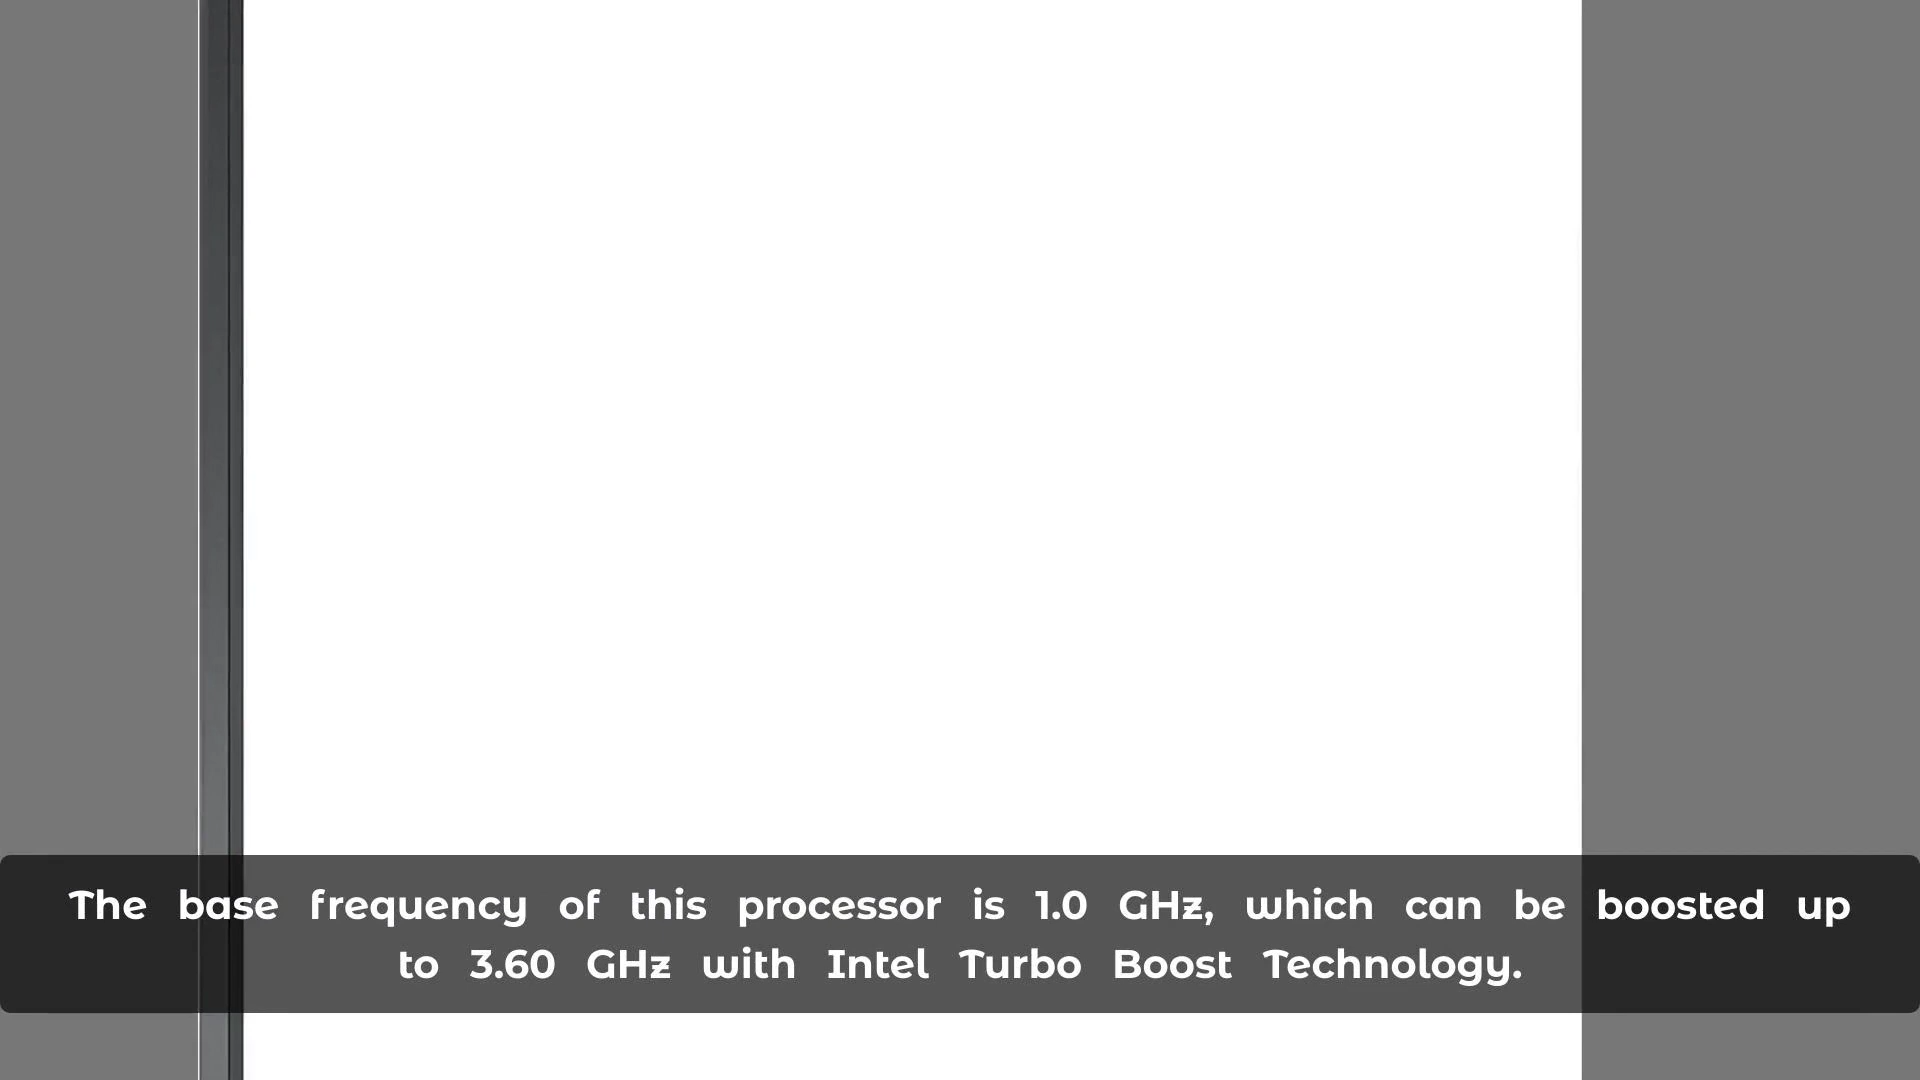 The base frequency of this processor is 1.0 GHz, which can be boosted up
to 3.60 GHz with Intel Turbo Boost Technology.